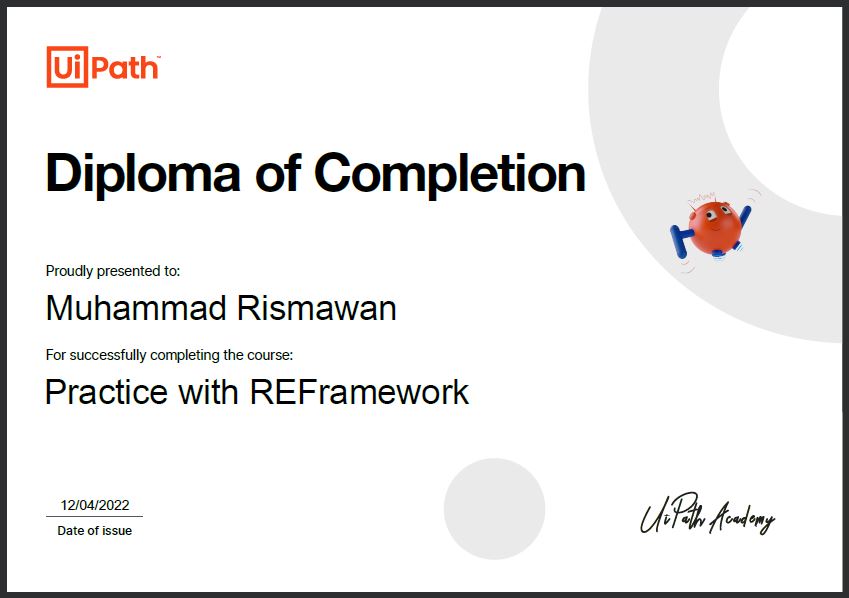 UiPath™
Diploma of Completion
Proudly presented to:
Muhammad Rismawan
For successfully completing the course:
Practice with REFramework
12/04/2022
Date of issue
UiPath Academy